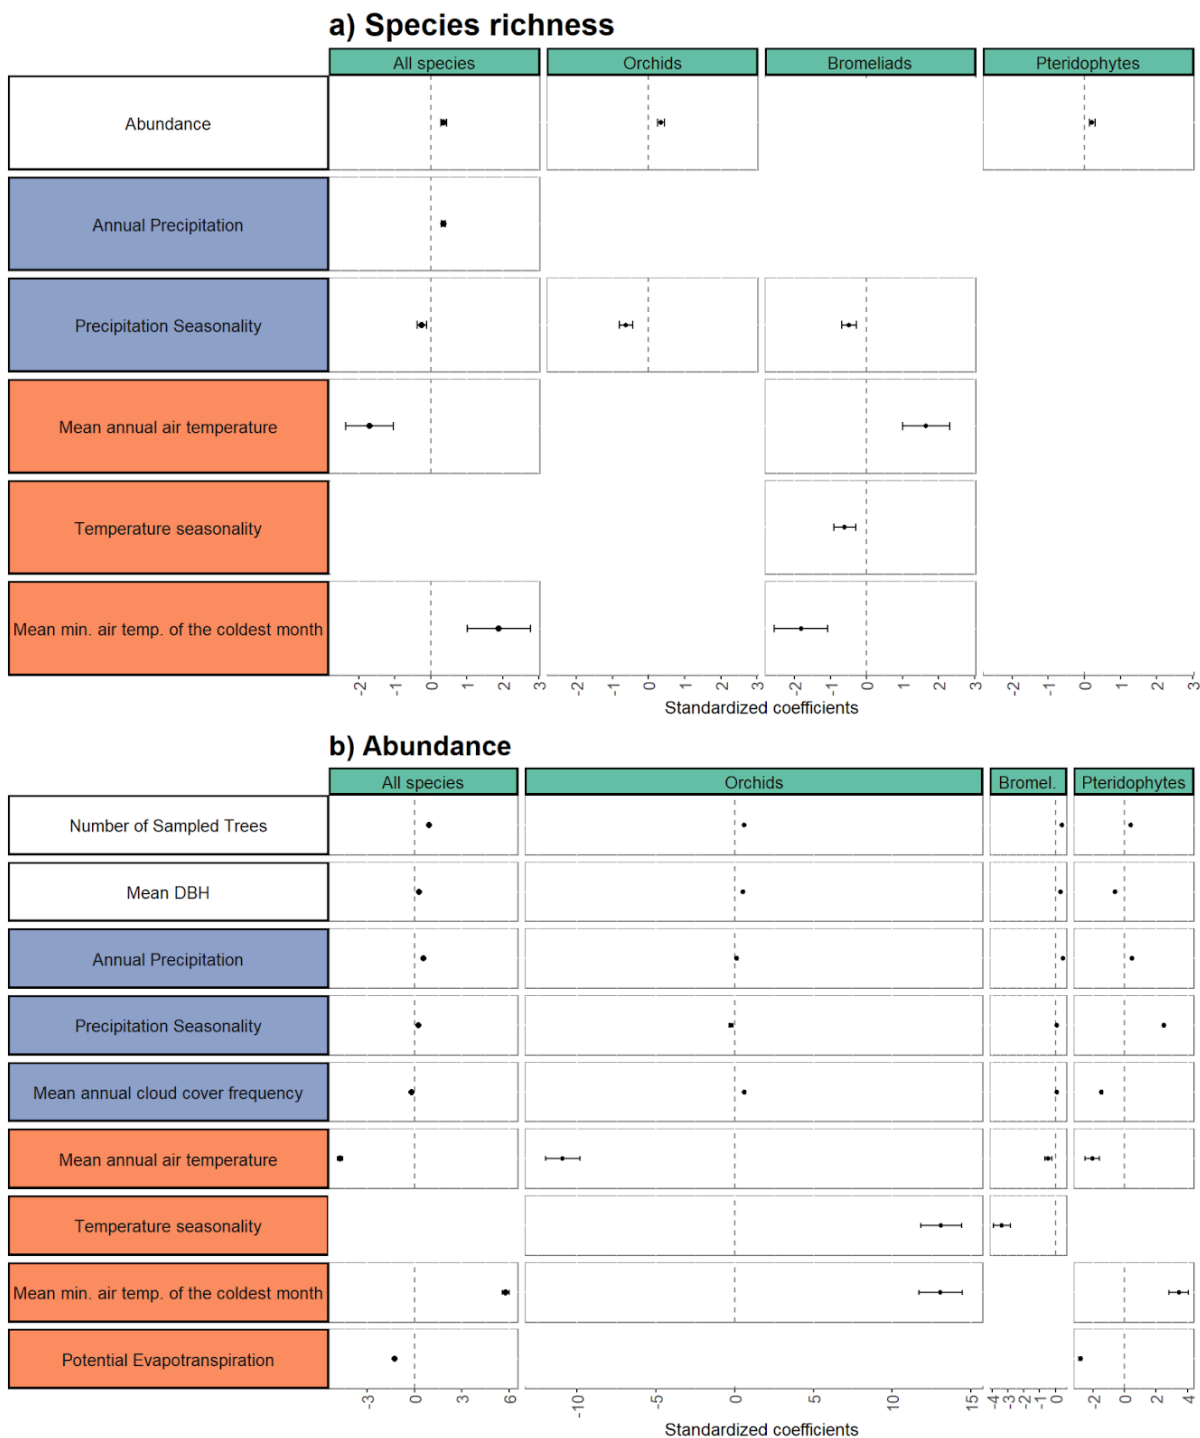 a) Species richness
All species Orchids Bromeliads Pteridophytes
Abundance
Annual Precipitation
Precipitation Seasonality
Mean annual air temperature
Temperature seasonality
Mean min. air temp. of the coldest month
-2 -1 0 1 2 3 -2 -1 0 1 2 3 -2 -1 0 1 2 3 -2 -1 0 1 2 3
Standardized coefficients
b) Abundance
All species Orchids Bromel. Pteridophytes
Number of Sampled Trees
Mean DBH
Annual Precipitation
Precipitation Seasonality
Mean annual cloud cover frequency
Mean annual air temperature
Temperature seasonality
Mean min. air temp. of the coldest month
Potential Evapotranspiration
-3 0 3 6 -10 -5 0 5 10 15 -4 -3 -2 -1 0 -2 0 2 4
Standardized coefficients